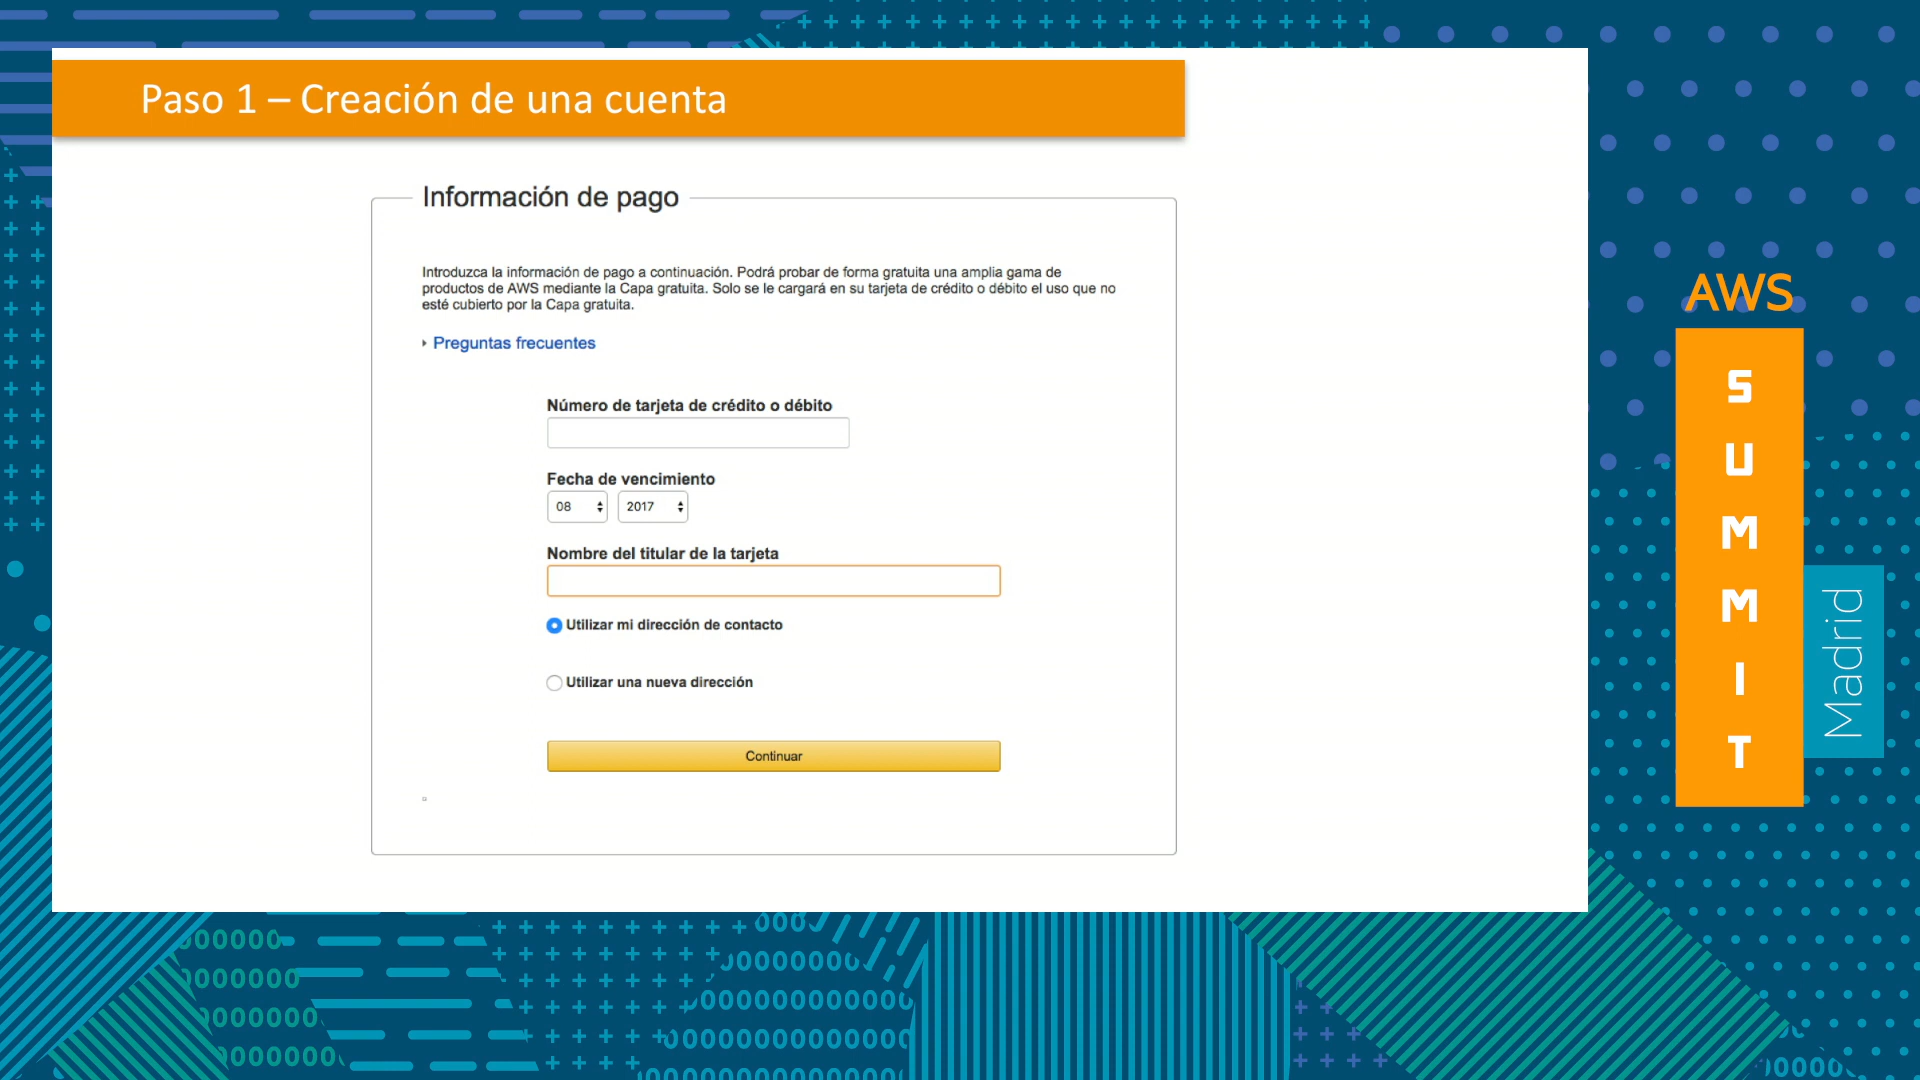 Paso 1 – Creación de una cuenta
Información de pago
Introduzca la información de pago a continuación. Podrá probar de forma gratuita una amplia gama de
productos de AWS mediante la Capa gratuita. Solo se le cargará en su tarjeta de crédito o débito el uso que no
esté cubierto por la Capa gratuita.
Preguntas frecuentes
Número de tarjeta de crédito o débito
Fecha de vencimiento
08 2017
Nombre del titular de la tarjeta
Utilizar mi dirección de contacto
Utilizar una nueva dirección
Continuar
AWS
SUMMIT
Madrid